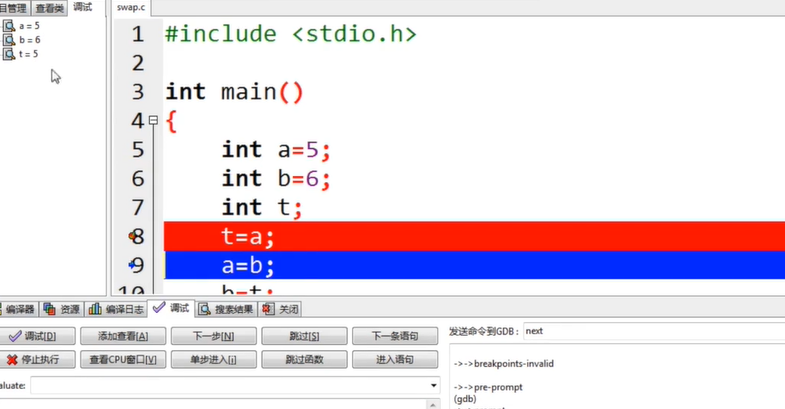 目管理 查看类 调试
swap.c
a = 5
b = 6
t = 5
1 #include <stdio.h>
2
3 int main()
4 {
5 int a=5;
6 int b=6;
7 int t;
8 t=a;
9 a=b;
10 b=t;
编译器 资源 编译日志 调试 搜索结果 关闭
调试[D] 添加查看[A] 下一步[N] 跳过[S] 下一条语句
停止执行 查看CPU窗口[V] 单步进入[i] 跳过函数 进入语句
aluate:
发送命令到GDB: next
->->breakpoints-invalid
->->pre-prompt
(gdb)